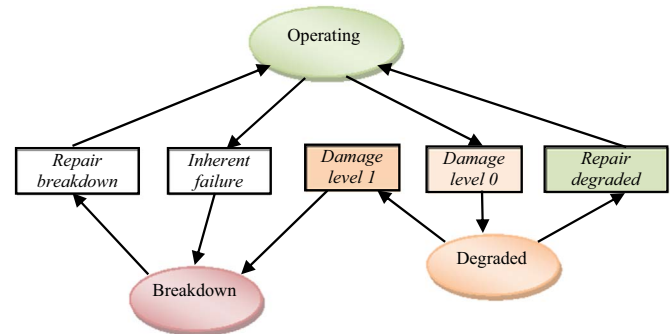 Operating
Repair
breakdown
Inherent
failure
Damage
level 1
Damage
level 0
Repair
degraded
Degraded
Breakdown